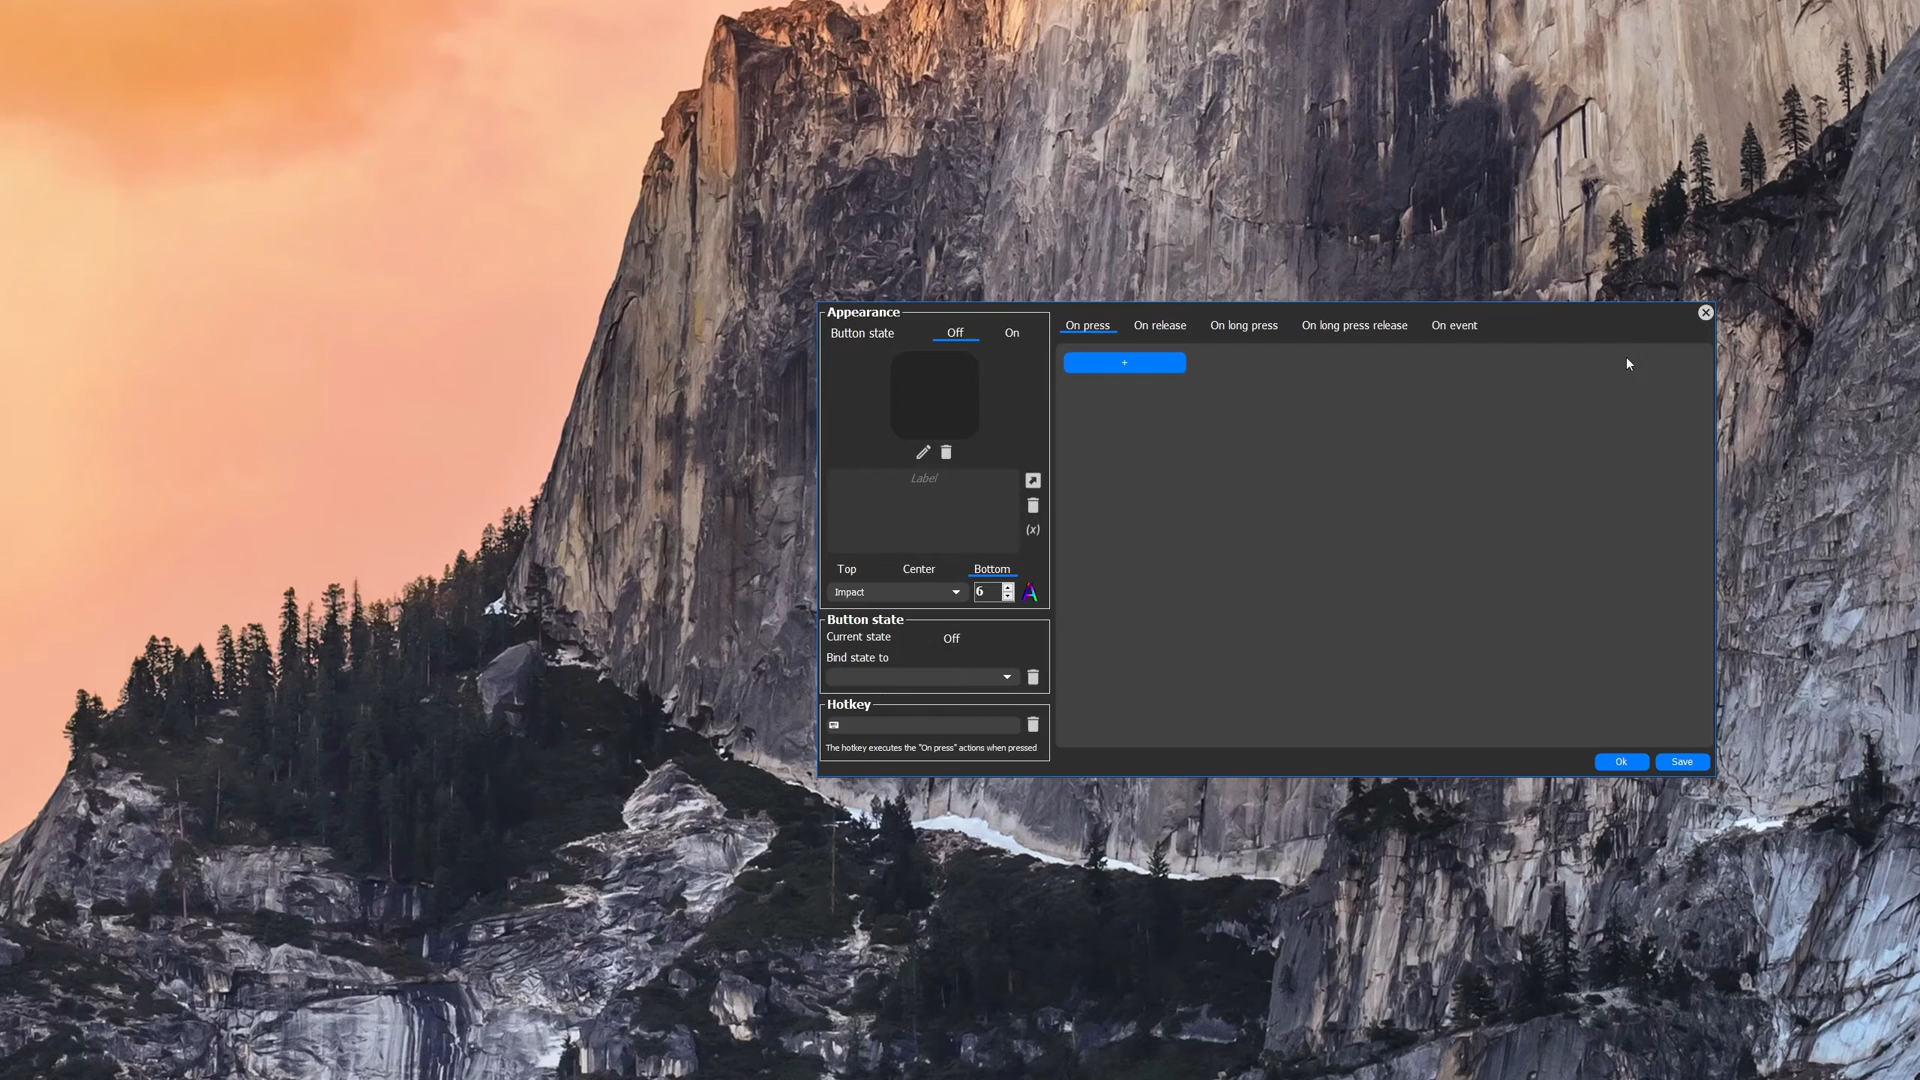 Appearance
Button state Off On
Label
(x)
Top Center Bottom
Impact 6 A
Button state
Current state Off
Bind state to
Hotkey
The hotkey executes the "On press" actions when pressed
On press On release On long press On long press release On event
+
Ok Save